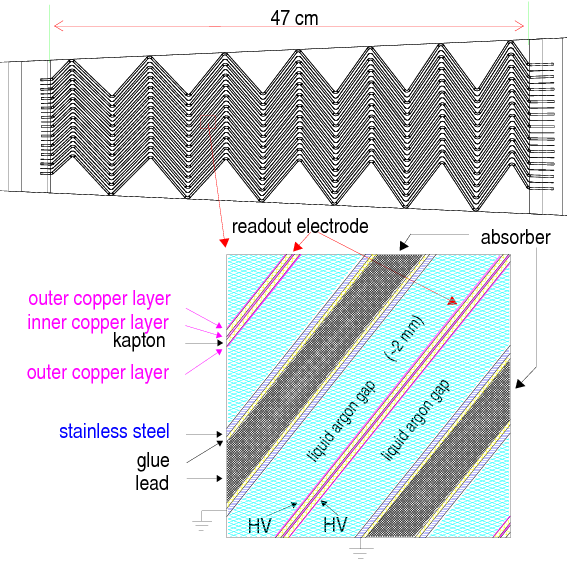 47 cm
readout electrode
absorber
outer copper layer
inner copper layer
kapton
outer copper layer
(~2 mm)
liquid argon gap
liquid argon gap
stainless steel
glue
lead
HV
HV